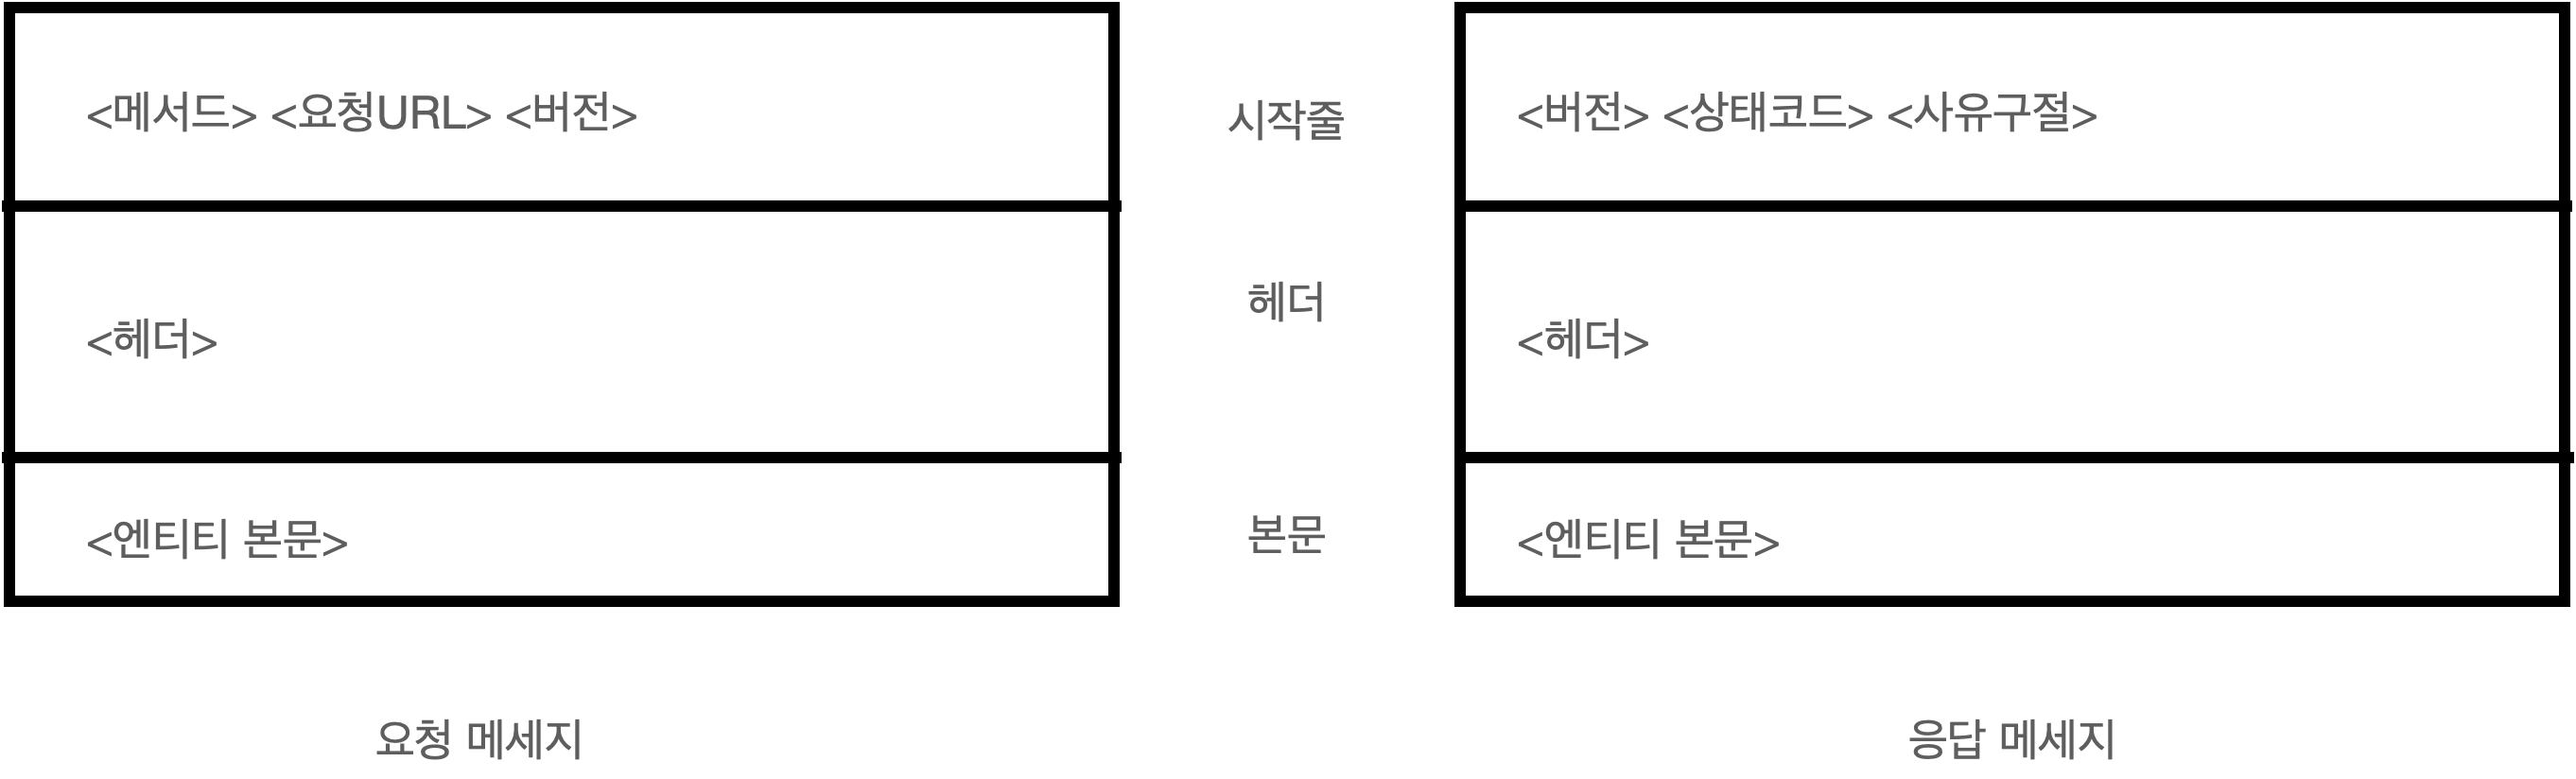 <메서드> <요청URL> <버전>
<헤더>
<엔티티 본문>
요청 메세지
시작줄
헤더
본문
<버전> <상태코드> <사유구절>
<헤더>
<엔티티 본문>
응답 메세지